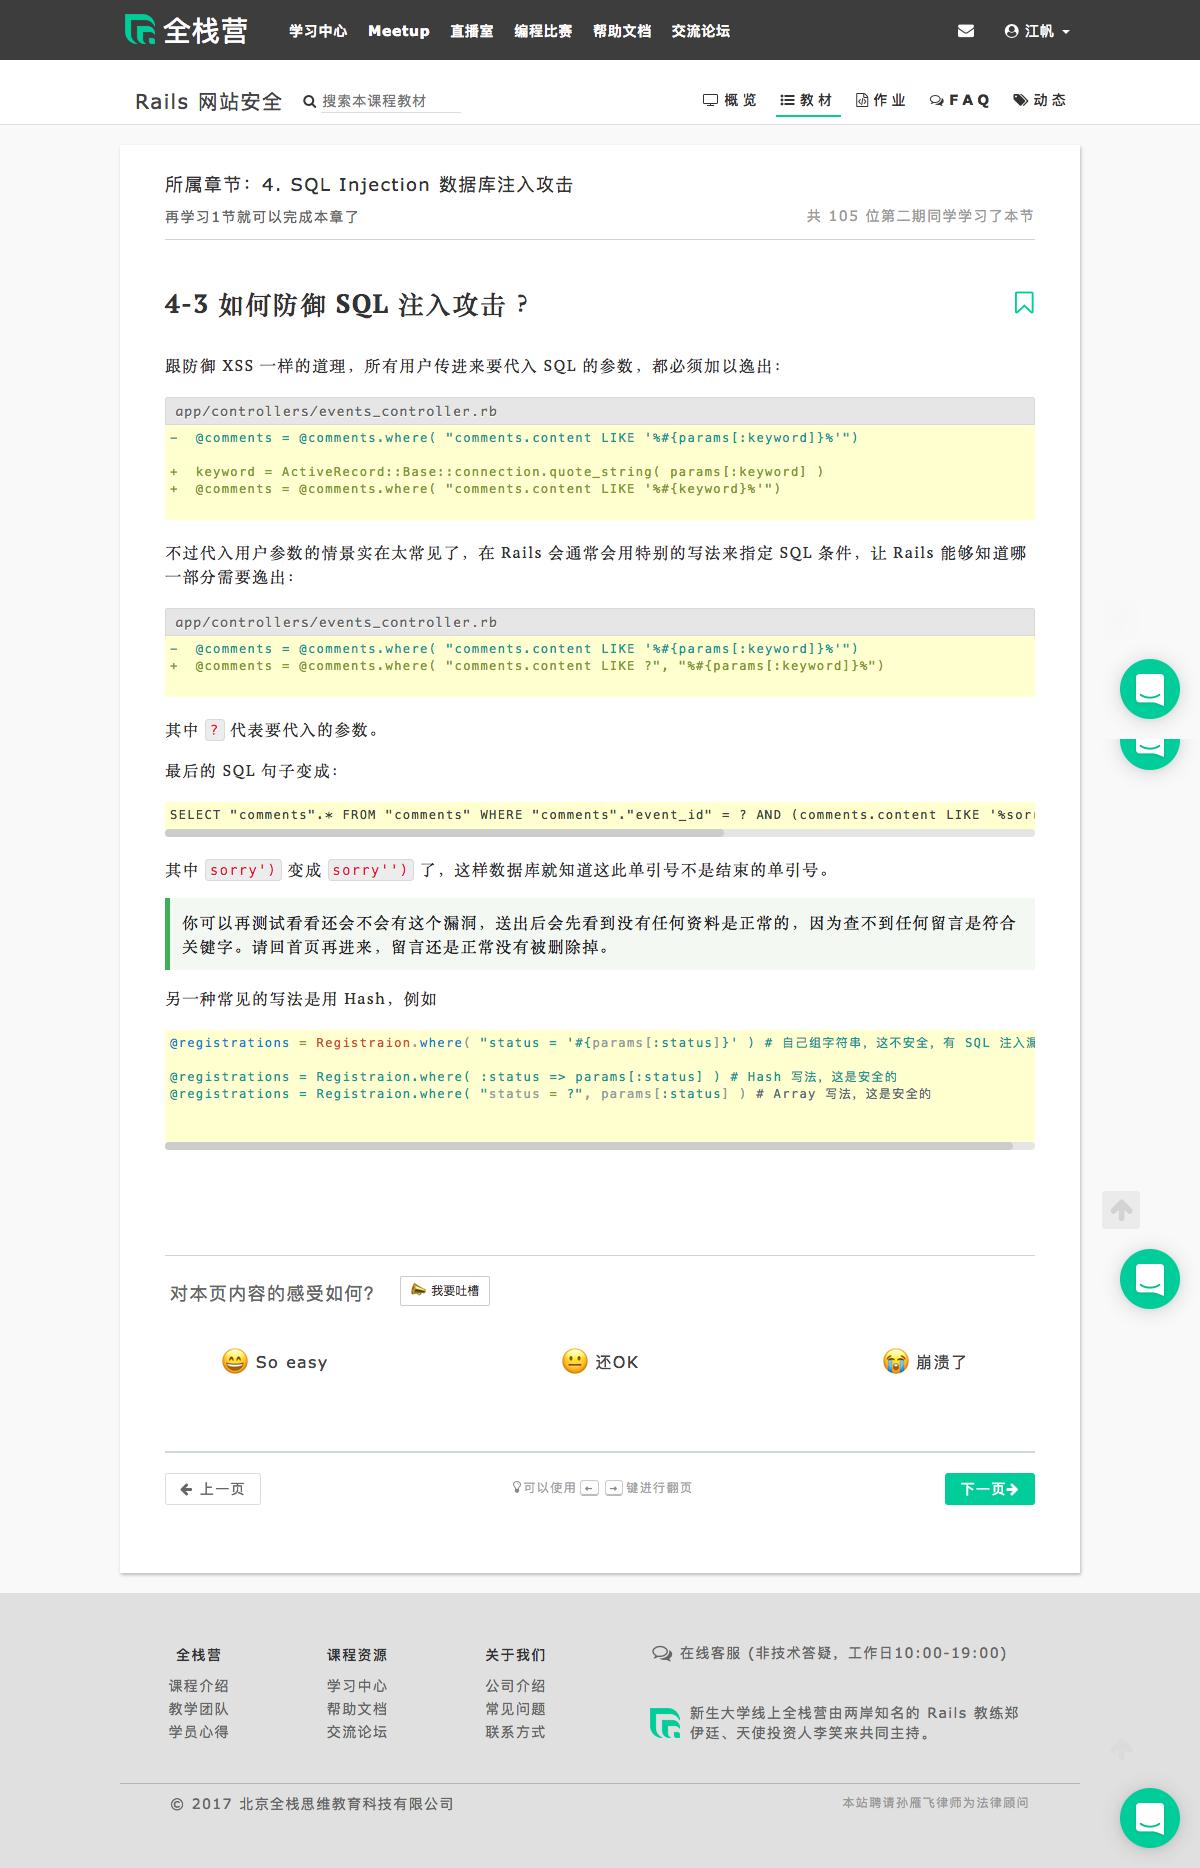 全栈营 学习中心 Meetup 直播室 编程比赛 帮助文档 交流论坛 江帆
Rails 网站安全 搜索本课程教材 概览 教材 作业 FAQ 动态
所属章节：4. SQL Injection 数据库注入攻击
再学习1节就可以完成本章了 共 105 位第二期同学学习了本节
4-3 如何防御 SQL 注入攻击 ?
跟防御 XSS 一样的道理，所有用户传进来要代入 SQL 的参数，都必须加以逸出：
app/controllers/events_controller.rb
-  @comments = @comments.where( "comments.content LIKE '%#{params[:keyword]}%'")
+  keyword = ActiveRecord::Base::connection.quote_string( params[:keyword] )
+  @comments = @comments.where( "comments.content LIKE '%#{keyword}%'")
不过代入用户参数的情景实在太常见了，在 Rails 会通常会用特别的写法来指定 SQL 条件，让 Rails 能够知道哪
一部分需要逸出：
app/controllers/events_controller.rb
-  @comments = @comments.where( "comments.content LIKE '%#{params[:keyword]}%'")
+  @comments = @comments.where( "comments.content LIKE ?", "%#{params[:keyword]}%")
其中 ? 代表要代入的参数。
最后的 SQL 句子变成：
SELECT "comments".* FROM "comments" WHERE "comments"."event_id" = ? AND (comments.content LIKE '%sorr
其中 sorry') 变成 sorry'') 了，这样数据库就知道这此单引号不是结束的单引号。
你可以再测试看看还会不会有这个漏洞，送出后会先看到没有任何资料是正常的，因为查不到任何留言是符合
关键字。请回首页再进来，留言还是正常没有被删除掉。
另一种常见的写法是用 Hash，例如
@registrations = Registraion.where( "status = '#{params[:status]}' ) # 自己组字符串，这不安全，有 SQL 注入漏
@registrations = Registraion.where( :status => params[:status] ) # Hash 写法，这是安全的
@registrations = Registraion.where( "status = ?", params[:status] ) # Array 写法，这是安全的
对本页内容的感受如何? 我要吐槽
So easy 还OK 崩溃了
上一页 可以使用 ← → 键进行翻页 下一页
全栈营 课程资源 关于我们 在线客服 (非技术答疑，工作日10:00-19:00)
课程介绍 学习中心 公司介绍
教学团队 帮助文档 常见问题 新生大学线上全栈营由两岸知名的 Rails 教练郑
学员心得 交流论坛 联系方式 伊廷、天使投资人李笑来共同主持。
© 2017 北京全栈思维教育科技有限公司 本站聘请孙雁飞律师为法律顾问